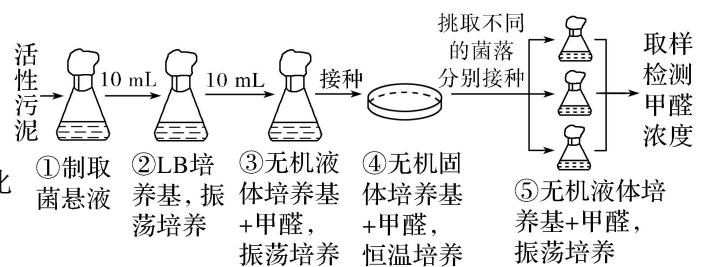 活性污泥
10 mL
10 mL
接种
挑取不同
的菌落
分别接种
取样
检测
甲醛
浓度
①制取
菌悬液
②LB培
养基,振
荡培养
③无机液
体培养基
+甲醛,
振荡培养
④无机固
体培养基
+甲醛,
恒温培养
⑤无机液体培
养基+甲醛,
振荡培养